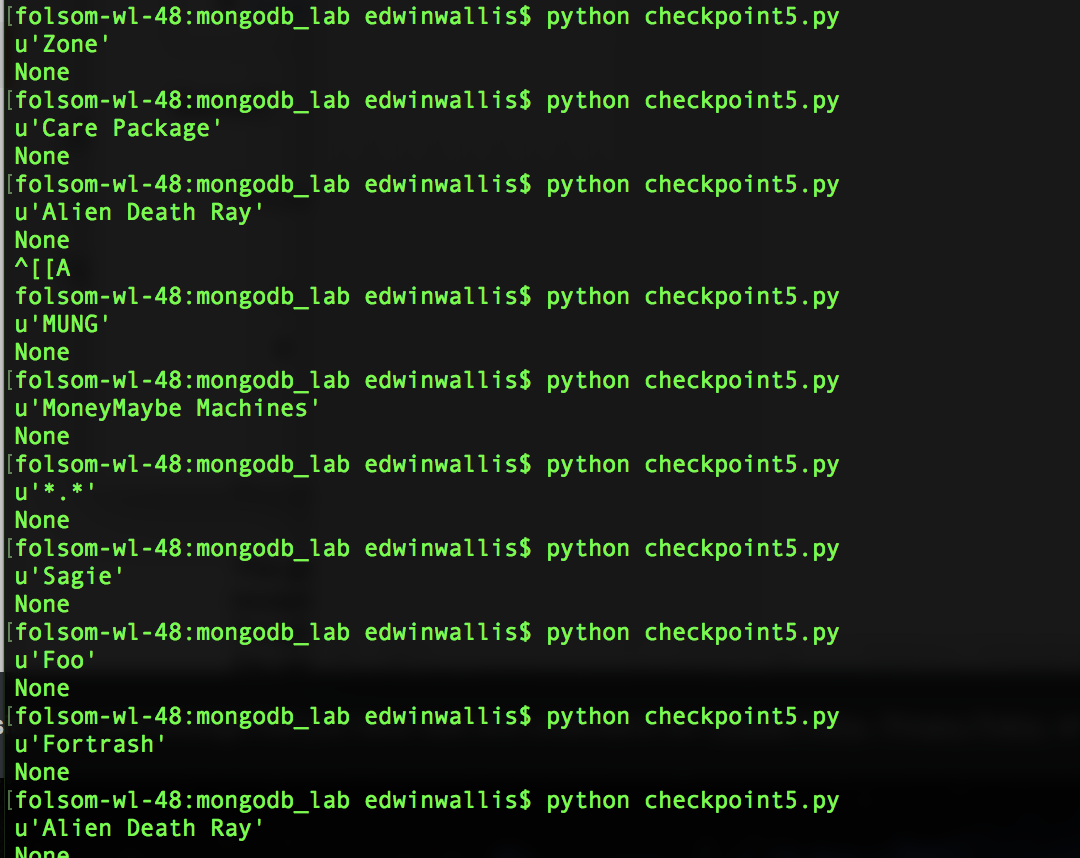 [folsom-wl-48:mongodb_lab edwinwallis$ python checkpoint5.py
u'Zone'
None
[folsom-wl-48:mongodb_lab edwinwallis$ python checkpoint5.py
u'Care Package'
None
[folsom-wl-48:mongodb_lab edwinwallis$ python checkpoint5.py
u'Alien Death Ray'
None
^[[A
folsom-wl-48:mongodb_lab edwinwallis$ python checkpoint5.py
u'MUNG'
None
[folsom-wl-48:mongodb_lab edwinwallis$ python checkpoint5.py
u'MoneyMaybe Machines'
None
[folsom-wl-48:mongodb_lab edwinwallis$ python checkpoint5.py
u'*.*'
None
[folsom-wl-48:mongodb_lab edwinwallis$ python checkpoint5.py
u'Sagie'
None
[folsom-wl-48:mongodb_lab edwinwallis$ python checkpoint5.py
u'Foo'
None
[folsom-wl-48:mongodb_lab edwinwallis$ python checkpoint5.py
u'Fortrash'
None
[folsom-wl-48:mongodb_lab edwinwallis$ python checkpoint5.py
u'Alien Death Ray'
None